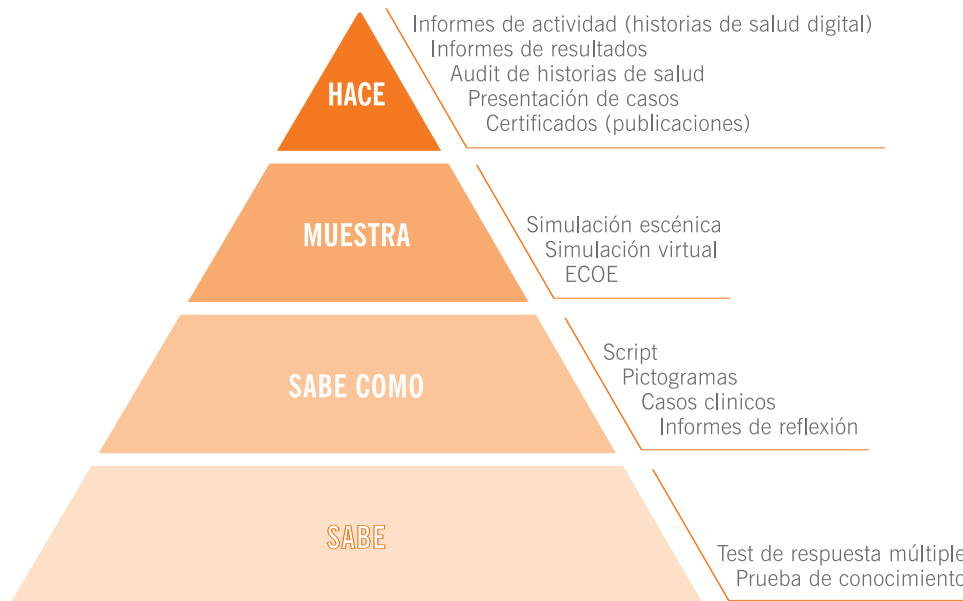 HACE
Informes de actividad (historias de salud digital)
Informes de resultados
Audit de historias de salud
Presentación de casos
Certificados (publicaciones)
MUESTRA
Simulación escénica
Simulación virtual
ECOE
SABE COMO
Script
Pictogramas
Casos clinicos
Informes de reflexión
SABE
Test de respuesta múltiple
Prueba de conocimiento